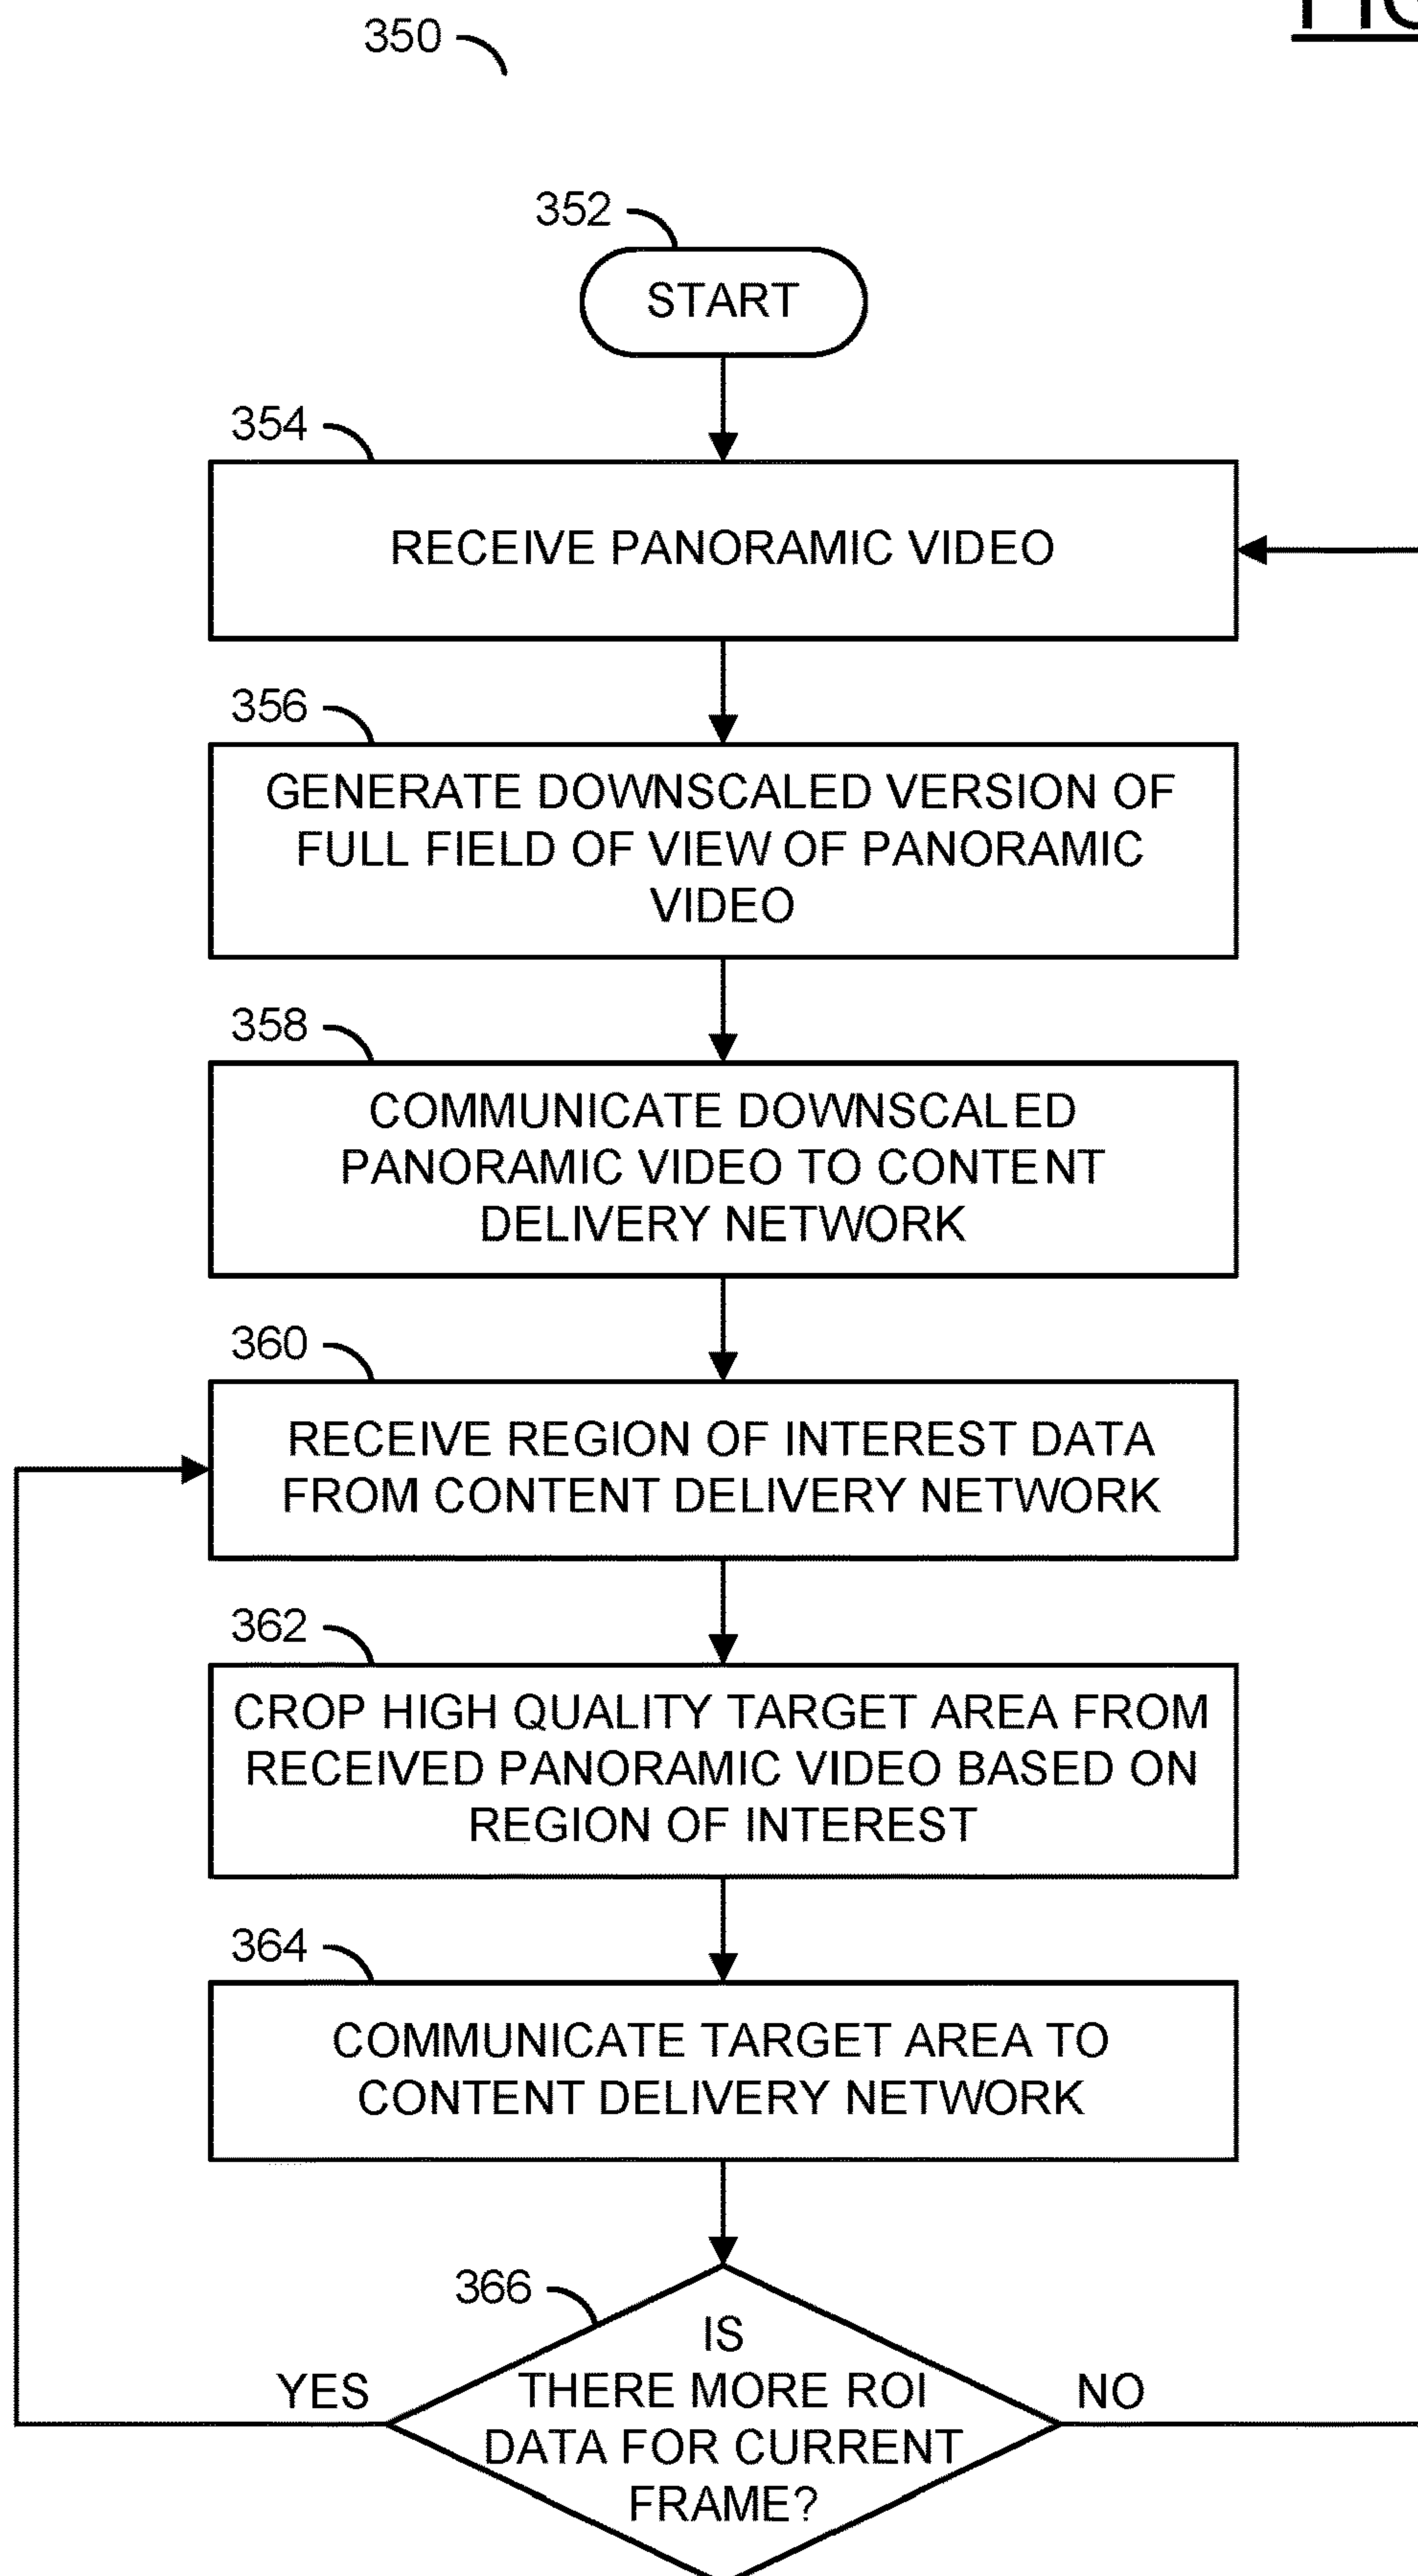 350
352
START
354
RECEIVE PANORAMIC VIDEO
356
GENERATE DOWNSCALED VERSION OF
FULL FIELD OF VIEW OF PANORAMIC
VIDEO
358
COMMUNICATE DOWNSCALED
PANORAMIC VIDEO TO CONTENT
DELIVERY NETWORK
360
RECEIVE REGION OF INTEREST DATA
FROM CONTENT DELIVERY NETWORK
362
CROP HIGH QUALITY TARGET AREA FROM
RECEIVED PANORAMIC VIDEO BASED ON
REGION OF INTEREST
364
COMMUNICATE TARGET AREA TO
CONTENT DELIVERY NETWORK
366
IS
THERE MORE ROI
DATA FOR CURRENT
FRAME?
YES
NO